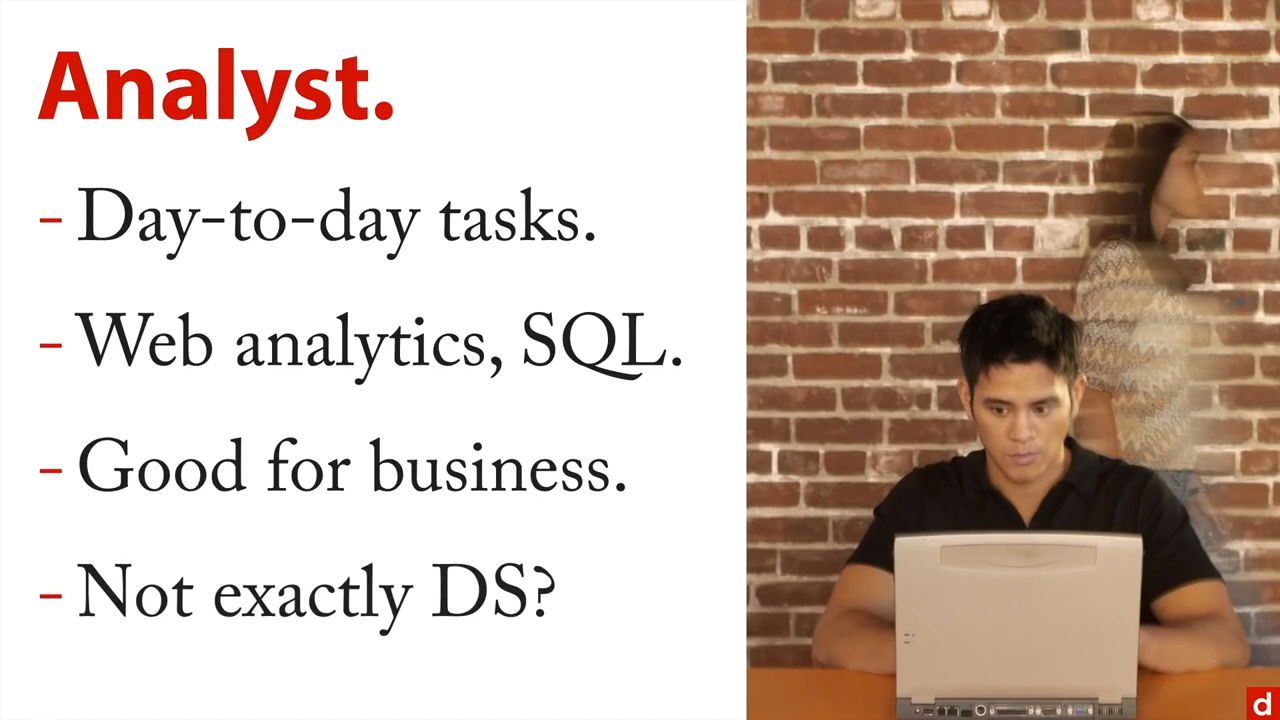 Analyst.
- Day-to-day tasks.
- Web analytics, SQL.
- Good for business.
- Not exactly DS?
d